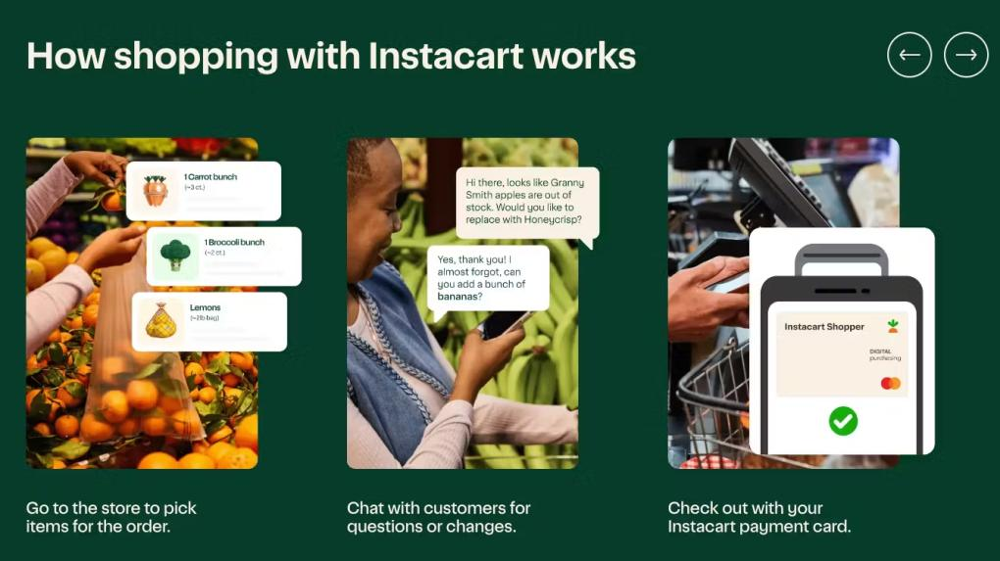 How shopping with Instacart works
1 Carrot bunch
(~3 ct.)
1 Broccoli bunch
(~2 ct.)
Lemons
(~2lb bag)
Hi there, looks like Granny
Smith apples are out of
stock. Would you like to
replace with Honeycrisp?
Yes, thank you! I
almost forgot, can
you add a bunch of
bananas?
Instacart Shopper
DIGITAL
purchasing
Go to the store to pick
items for the order.
Chat with customers for
questions or changes.
Check out with your
Instacart payment card.